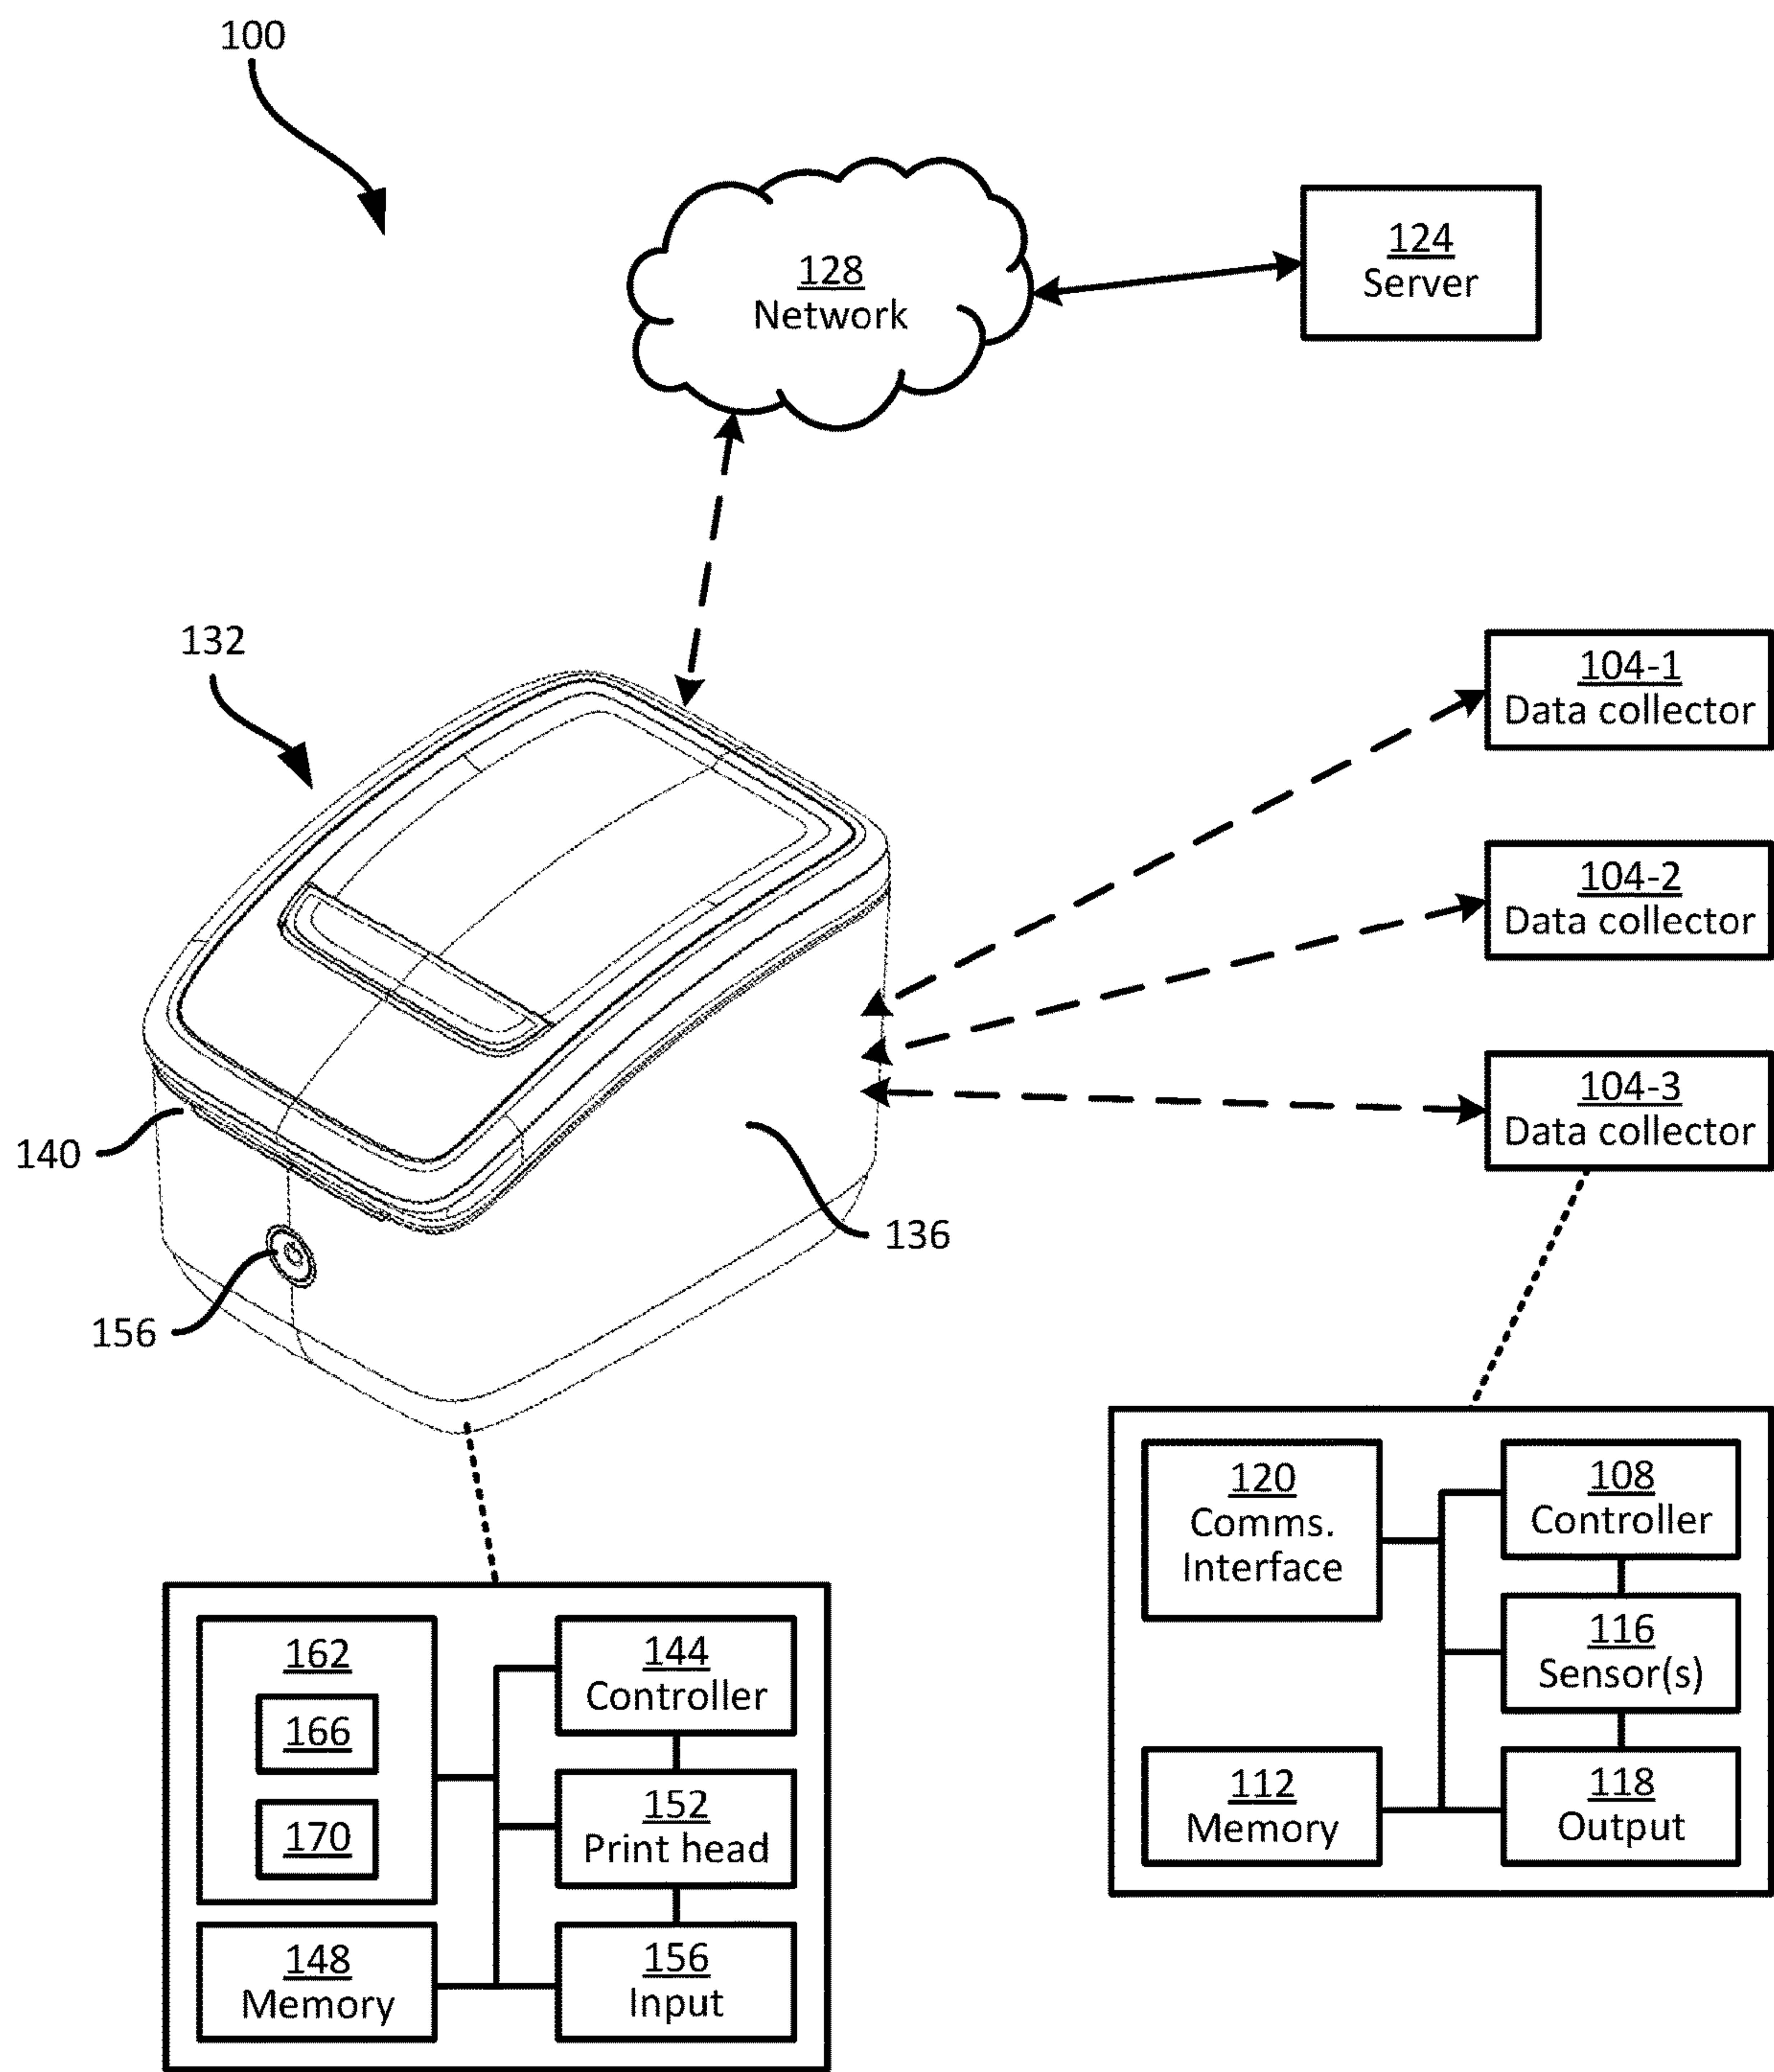 100
128
Network
124
Server
132
104-1
Data collector
104-2
Data collector
104-3
Data collector
140
136
156
120
Comms.
Interface
108
Controller
116
Sensor(s)
112
Memory
118
Output
162
166
170
144
Controller
152
Print head
148
Memory
156
Input